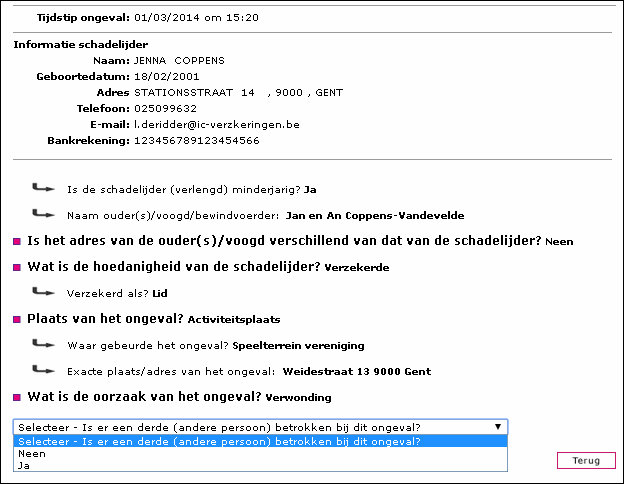 Tijdstip ongeval: 01/03/2014 om 15:20
Informatie schadelijder
Naam: JENNA COPPENS
Geboortedatum: 18/02/2001
Adres STATIONSSTRAAT 14 , 9000 , GENT
Telefoon: 025099632
E-mail: l.deridder@ic-verzkeringen.be
Bankrekening: 123456789123454566
Is de schadelijder (verlengd) minderjarig? Ja
Naam ouder(s)/voogd/bewindvoerder: Jan en An Coppens-Vandevelde
Is het adres van de ouder(s)/voogd verschillend van dat van de schadelijder? Neen
Wat is de hoedanigheid van de schadelijder? Verzekerde
Verzekerd als? Lid
Plaats van het ongeval? Activiteitsplaats
Waar gebeurde het ongeval? Speelterrein vereniging
Exacte plaats/adres van het ongeval: Weidestraat 13 9000 Gent
Wat is de oorzaak van het ongeval? Verwonding
Selecteer - Is er een derde (andere persoon) betrokken bij dit ongeval?
Selecteer - Is er een derde (andere persoon) betrokken bij dit ongeval?
Neen
Ja
Terug